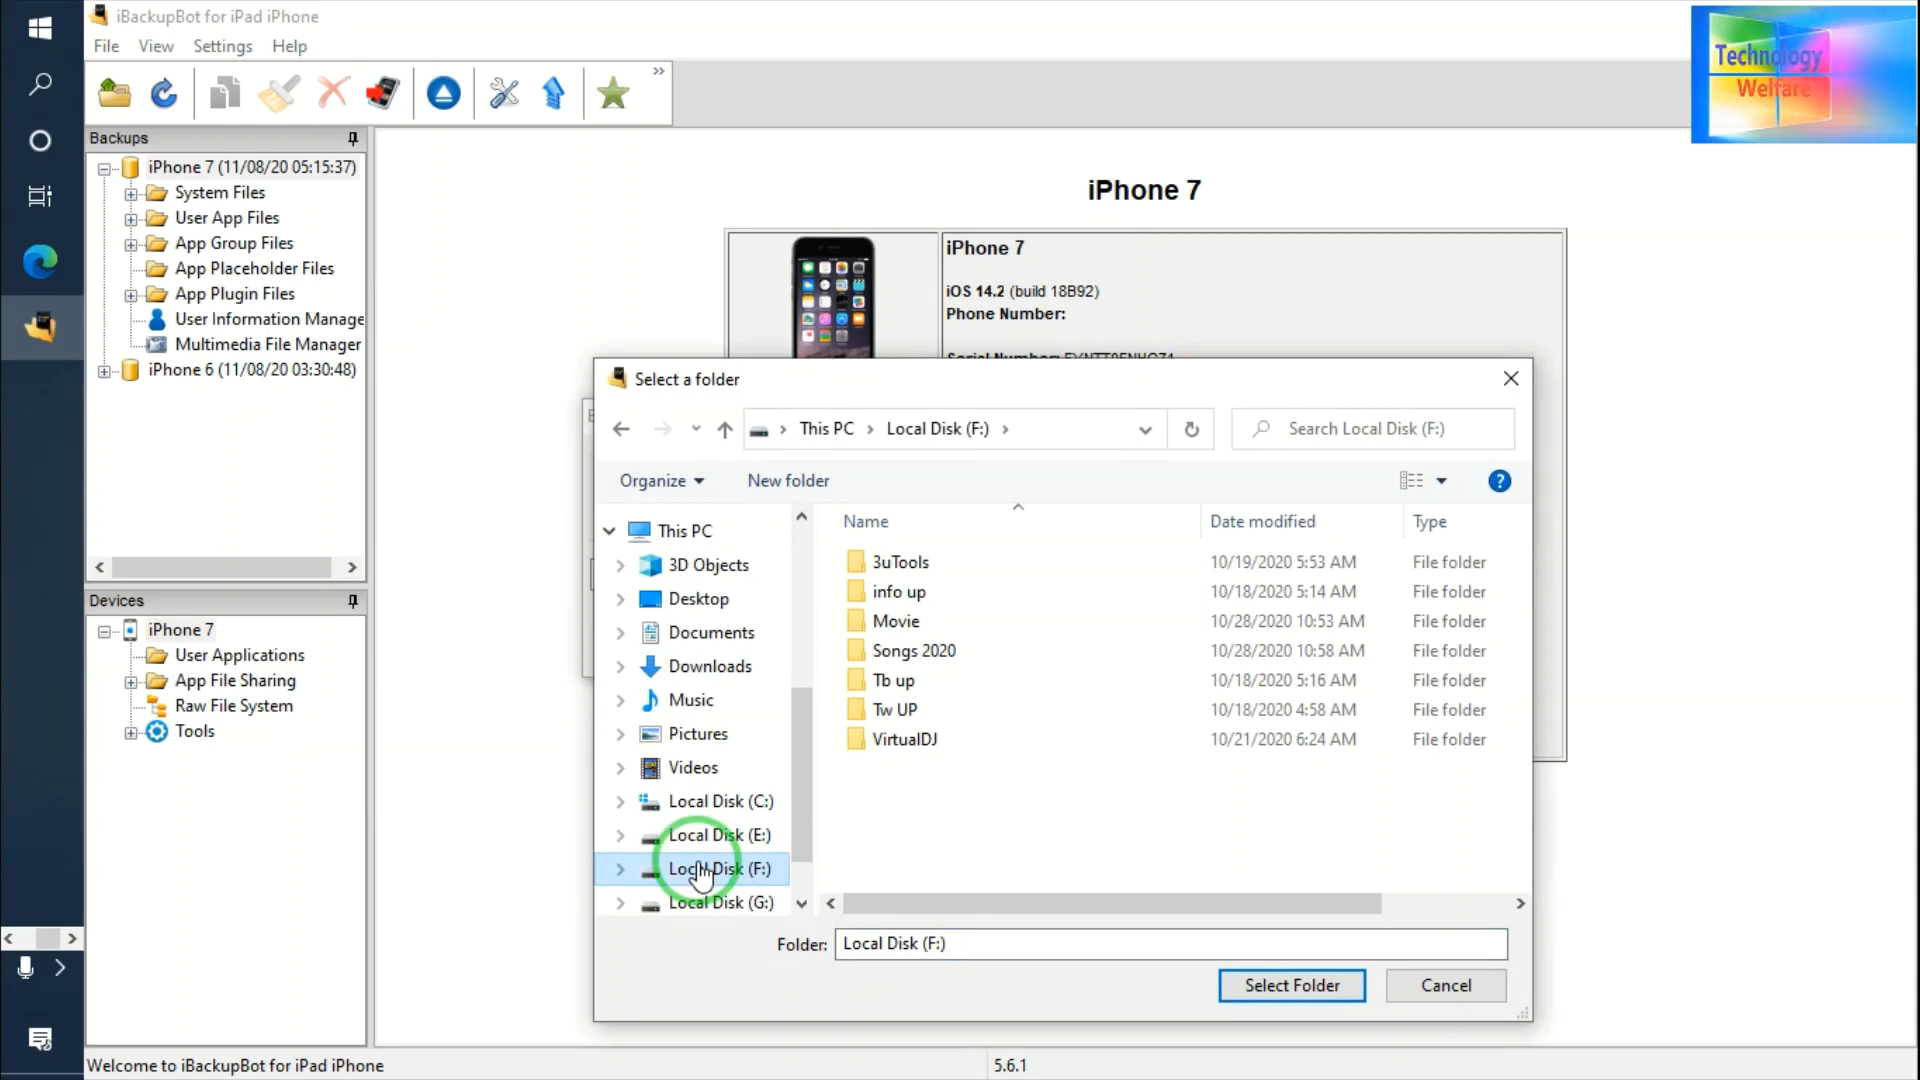 iBackupBot for iPad iPhone
File View Settings Help
»
Technology
Welfare
Backups
iPhone 7 (11/08/20 05:15:37)
System Files
User App Files
App Group Files
App Placeholder Files
App Plugin Files
User Information Manage
Multimedia File Manager
iPhone 6 (11/08/20 03:30:48)
Devices
iPhone 7
User Applications
App File Sharing
Raw File System
Tools
iPhone 7
iPhone 7
iOS 14.2 (build 18B92)
Phone Number:
Select a folder
This PC > Local Disk (F:) >
Search Local Disk (F:)
Organize
New folder
This PC
3D Objects
Desktop
Documents
Downloads
Music
Pictures
Videos
Local Disk (C:)
Local Disk (E:)
Local Disk (F:)
Local Disk (G:)
Name Date modified Type
3uTools 10/19/2020 5:53 AM File folder
info up 10/18/2020 5:14 AM File folder
Movie 10/28/2020 10:53 AM File folder
Songs 2020 10/28/2020 10:58 AM File folder
Tb up 10/18/2020 5:16 AM File folder
Tw UP 10/18/2020 4:58 AM File folder
VirtualDJ 10/21/2020 6:24 AM File folder
Folder: Local Disk (F:)
Select Folder
Cancel
Welcome to iBackupBot for iPad iPhone
5.6.1